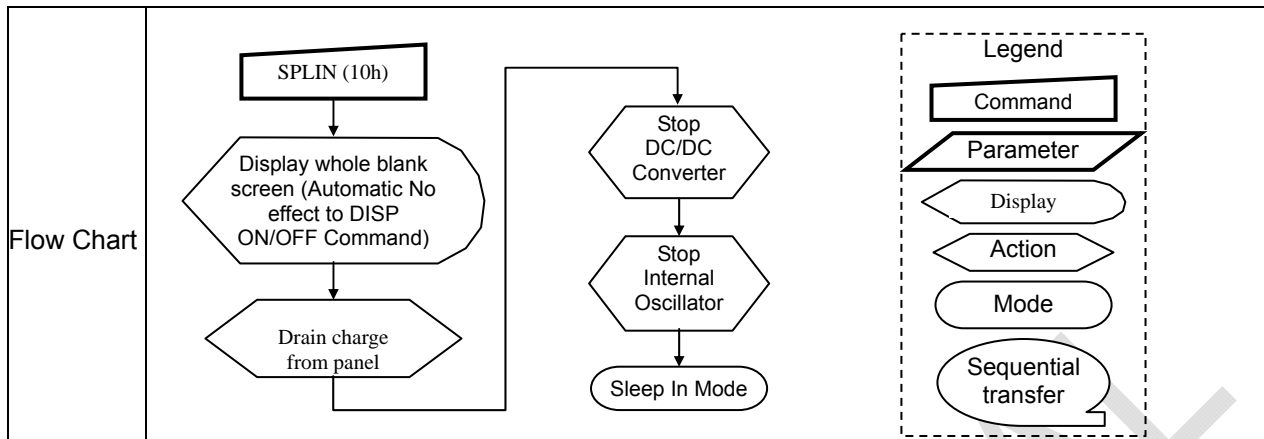 Flow Chart
SPLIN (10h)
Display whole blank
screen (Automatic No
effect to DISP
ON/OFF Command)
Drain charge
from panel
Stop
DC/DC
Converter
Stop
Internal
Oscillator
Sleep In Mode
Legend
Command
Parameter
Display
Action
Mode
Sequential
transfer